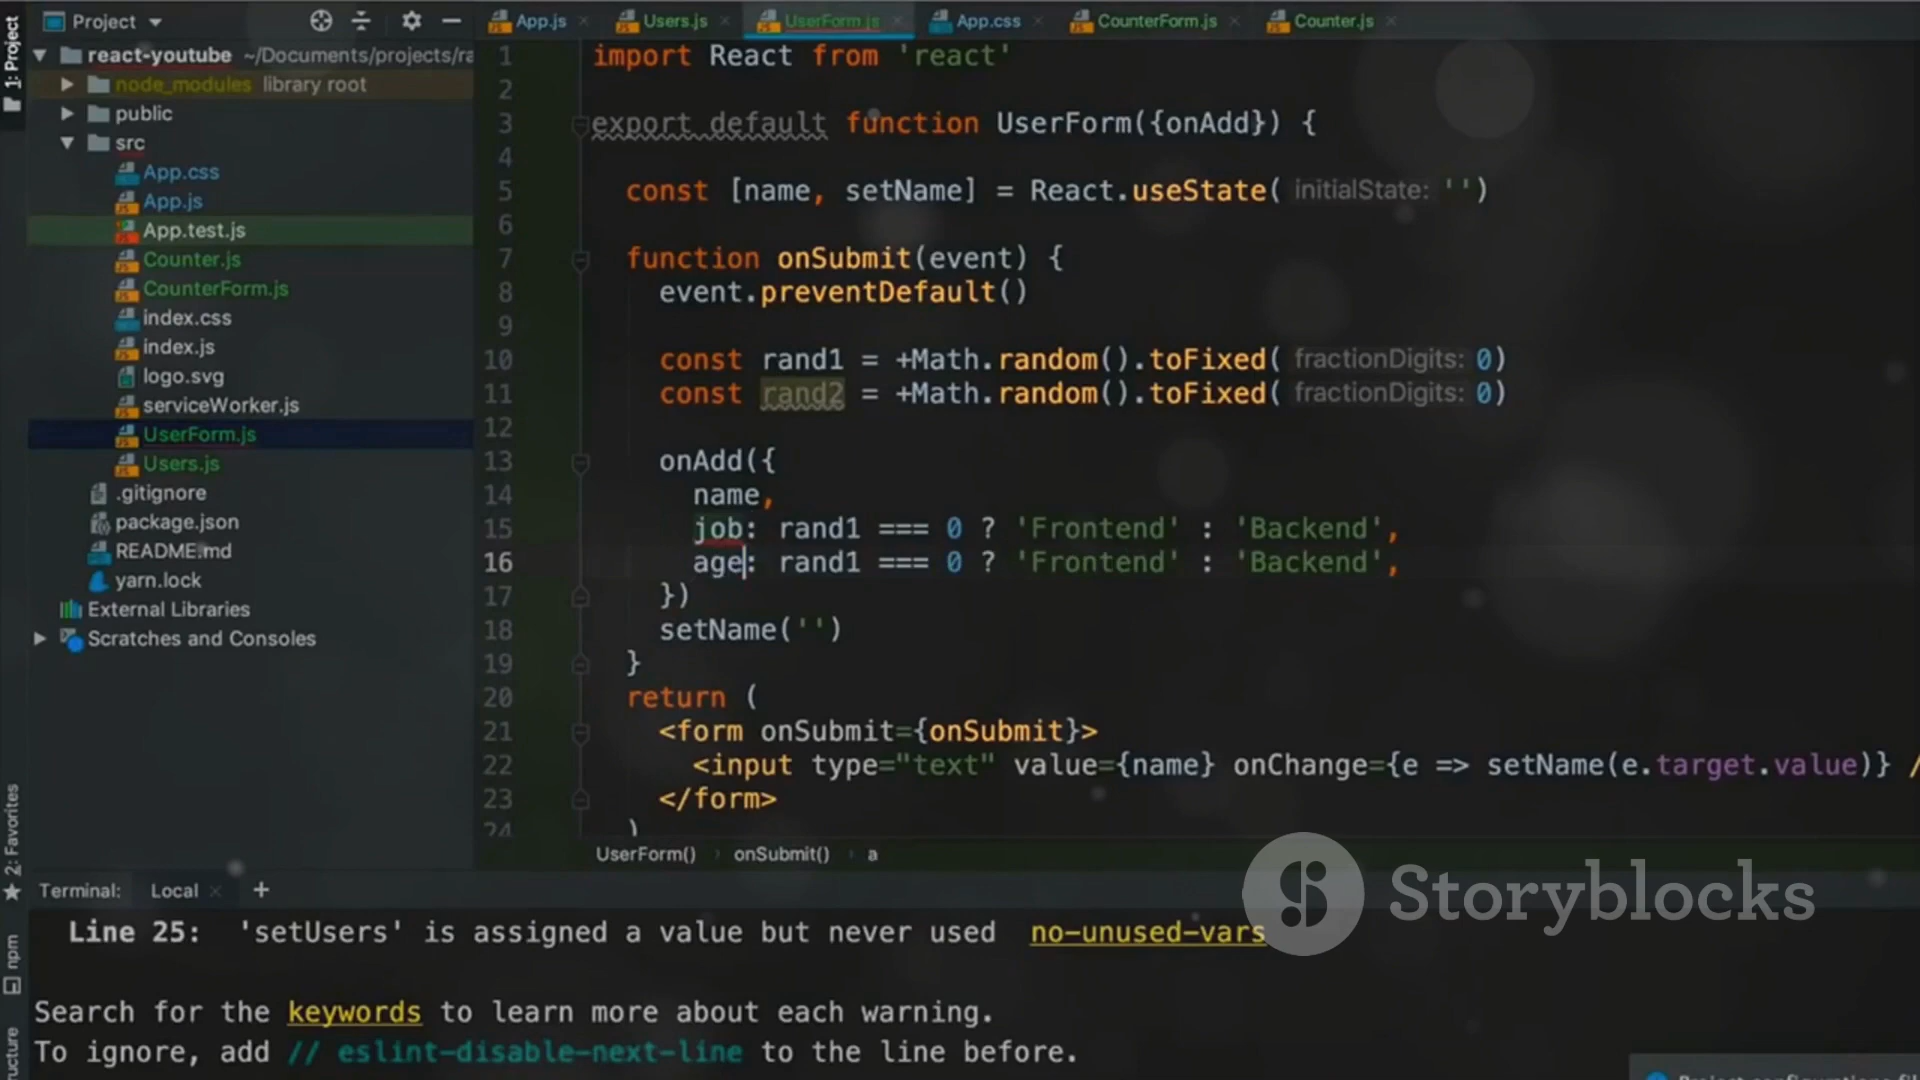 Project
App.js
Users.js
UserForm.js
App.css
CounterForm.js
Counter.js
1: Project
react-youtube ~/Documents/projects/ra
node_modules library root
public
src
App.css
App.js
App.test.js
Counter.js
CounterForm.js
index.css
index.js
logo.svg
serviceWorker.js
UserForm.js
Users.js
.gitignore
package.json
README.md
yarn.lock
External Libraries
Scratches and Consoles
1 import React from 'react'
2
3 export default function UserForm({onAdd}) {
4
5 const [name, setName] = React.useState( initialState: '')
6
7 function onSubmit(event) {
8 event.preventDefault()
9
10 const rand1 = +Math.random().toFixed( fractionDigits: 0)
11 const rand2 = +Math.random().toFixed( fractionDigits: 0)
12
13 onAdd({
14 name,
15 job: rand1 === 0 ? 'Frontend' : 'Backend',
16 age: rand1 === 0 ? 'Frontend' : 'Backend',
17 })
18 setName('')
19 }
20 return (
21 <form onSubmit={onSubmit}>
22 <input type="text" value={name} onChange={e => setName(e.target.value)} /
23 </form>
24 )
UserForm() onSubmit() a
2: Favorites
npm
Terminal: Local +
Storyblocks
Line 25: 'setUsers' is assigned a value but never used no-unused-vars
Search for the keywords to learn more about each warning.
To ignore, add // eslint-disable-next-line to the line before.